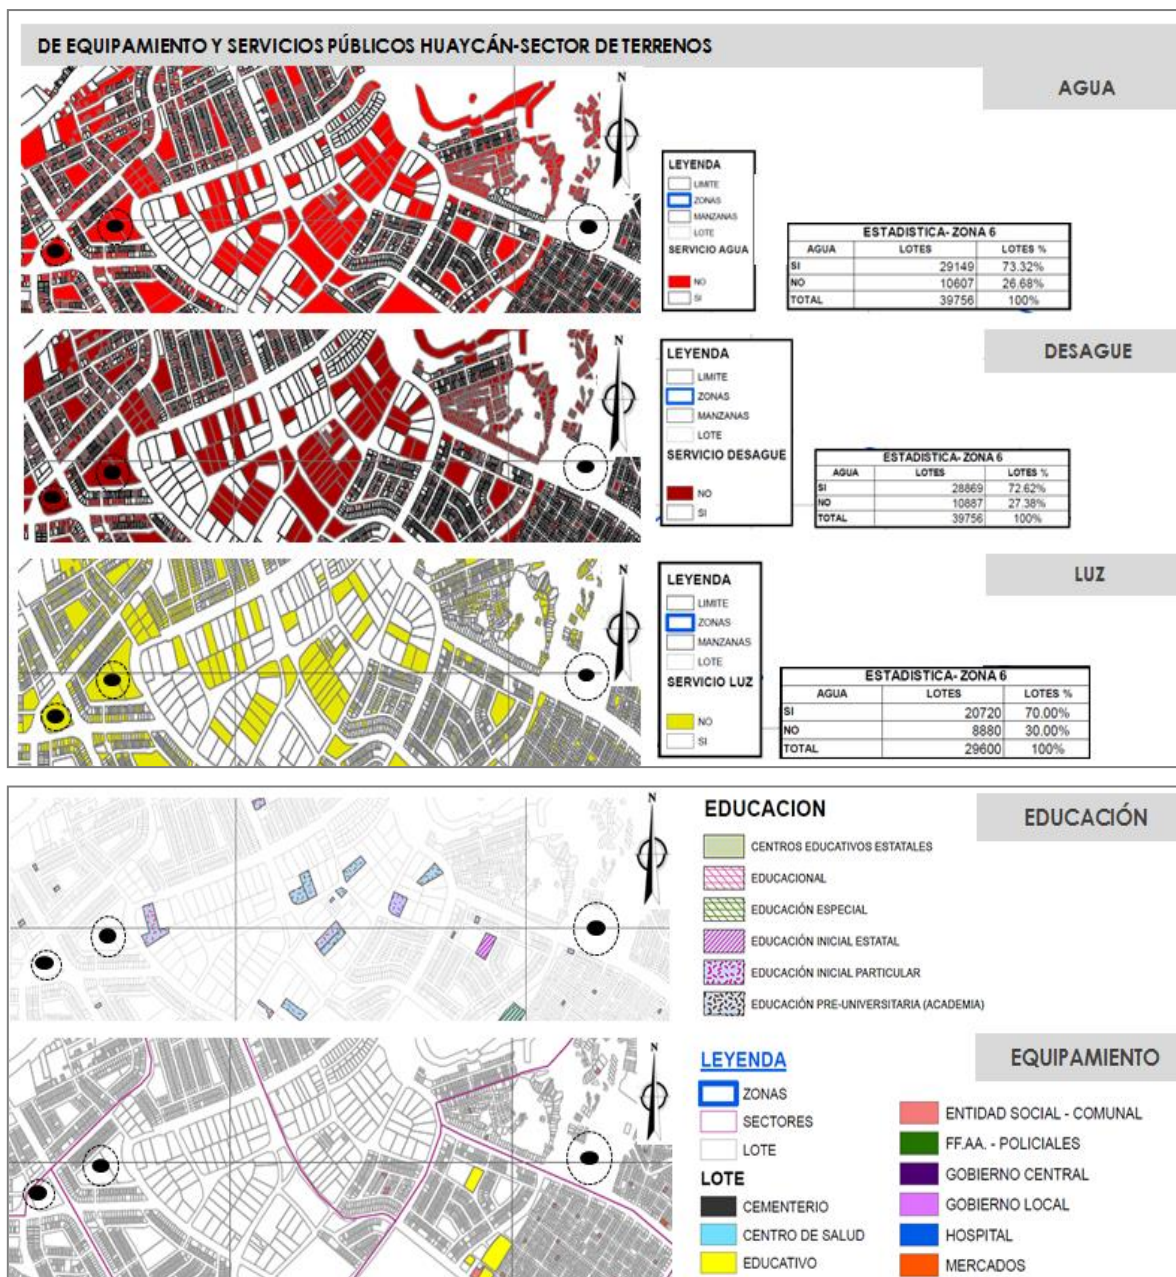 DE EQUIPAMIENTO Y SERVICIOS PÚBLICOS HUAYCÁN-SECTOR DE TERRENOS
AGUA
N
LEYENDA
LIMITE
ZONAS
MANZANAS
LOTE
SERVICIO AGUA
NO
SI
ESTADISTICA- ZONA 6
AGUA LOTES LOTES %
SI 29149 73.32%
NO 10607 26.68%
TOTAL 39756 100%
DESAGUE
N
LEYENDA
LIMITE
ZONAS
MANZANAS
LOTE
SERVICIO DESAGUE
NO
SI
ESTADISTICA- ZONA 6
AGUA LOTES LOTES %
SI 28869 72.62%
NO 10887 27.38%
TOTAL 39756 100%
LUZ
N
LEYENDA
LIMITE
ZONAS
MANZANAS
LOTE
SERVICIO LUZ
NO
SI
ESTADISTICA- ZONA 6
AGUA LOTES LOTES %
SI 20720 70.00%
NO 8880 30.00%
TOTAL 29600 100%
N
EDUCACION
EDUCACIÓN
CENTROS EDUCATIVOS ESTATALES
EDUCACIONAL
EDUCACIÓN ESPECIAL
EDUCACIÓN INICIAL ESTATAL
EDUCACIÓN INICIAL PARTICULAR
EDUCACIÓN PRE-UNIVERSITARIA (ACADEMIA)
N
LEYENDA
EQUIPAMIENTO
ZONAS
SECTORES
LOTE
LOTE
CEMENTERIO
CENTRO DE SALUD
EDUCATIVO
ENTIDAD SOCIAL - COMUNAL
FF.AA. - POLICIALES
GOBIERNO CENTRAL
GOBIERNO LOCAL
HOSPITAL
MERCADOS